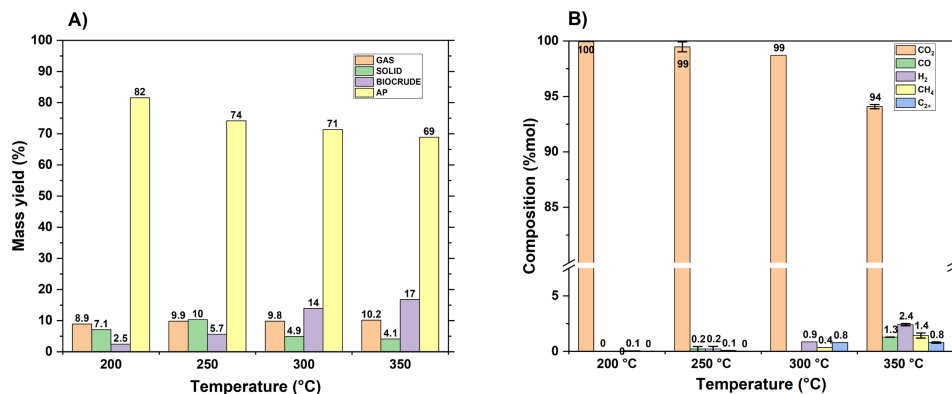 A)
GAS
SOLID
BIOCRUDE
AP
Mass yield (%)
100
90
80
70
60
50
40
30
20
10
0
8.9
7.1
2.5
82
9.9
10
5.7
74
9.8
4.9
14
71
10.2
4.1
17
69
200
250
300
350
Temperature (°C)
B)
CO₂
CO
H₂
CH₄
C₂₊
Composition (%mol)
100
95
90
85
5
0
100
0
0
0.1
0
99
0.2
0.2
0.1
0
99
0.9
0.4
0.8
94
1.3
2.4
1.4
0.8
200 °C
250 °C
300 °C
350 °C
Temperature (°C)